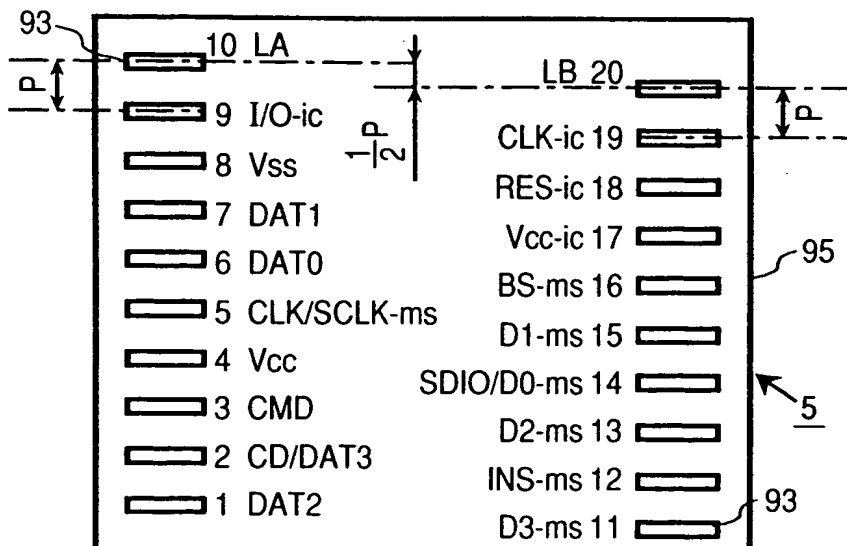 93
10 LA
P
9 I/O-ic
8 Vss
7 DAT1
6 DAT0
5 CLK/SCLK-ms
4 Vcc
3 CMD
2 CD/DAT3
1 DAT2
1/2 P
LB 20
P
CLK-ic 19
RES-ic 18
Vcc-ic 17
95
BS-ms 16
D1-ms 15
SDIO/D0-ms 14
5
D2-ms 13
INS-ms 12
93
D3-ms 11